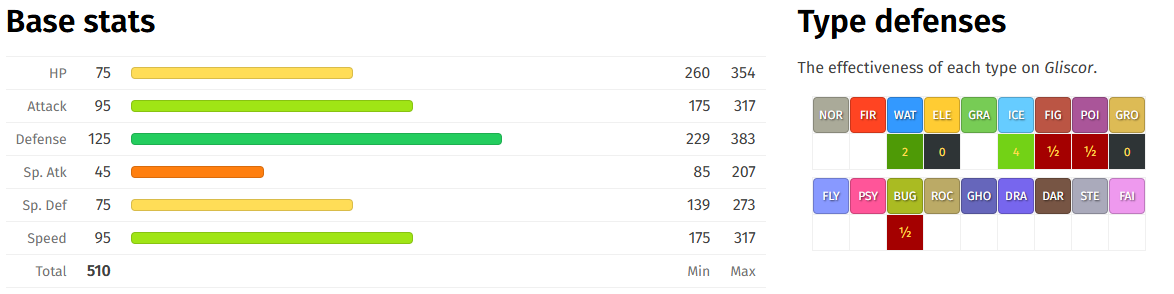 Base stats
HP 75 260 354
Attack 95 175 317
Defense 125 229 383
Sp. Atk 45 85 207
Sp. Def 75 139 273
Speed 95 175 317
Total 510 Min Max
Type defenses
The effectiveness of each type on Gliscor.
NOR FIR WAT ELE GRA ICE FIG POI GRO
2 0 4 ½ ½ 0
FLY PSY BUG ROC GHO DRA DAR STE FAI
½